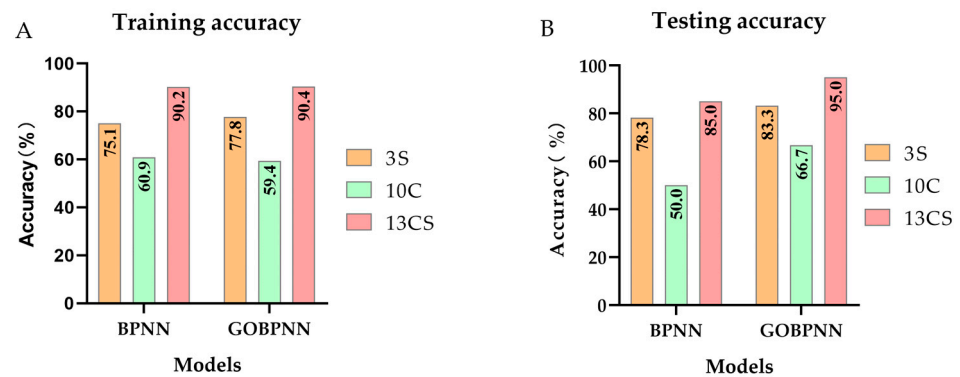 A
Training accuracy
Accuracy (%)
100
80
60
40
20
0
75.1
60.9
90.2
77.8
59.4
90.4
BPNN
GOBPNN
Models
3S
10C
13CS
B
Testing accuracy
Accuracy ( %)
100
80
60
40
20
0
78.3
50.0
85.0
83.3
66.7
95.0
BPNN
GOBPNN
Models
3S
10C
13CS